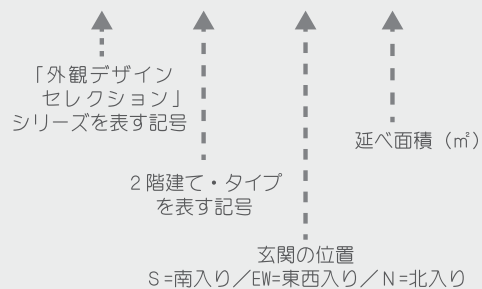 「外観デザイン
セレクション」
シリーズを表す記号
延べ面積（㎡）
2階建て・タイプ
を表す記号
玄関の位置
S=南入り／EW=東西入り／N=北入り